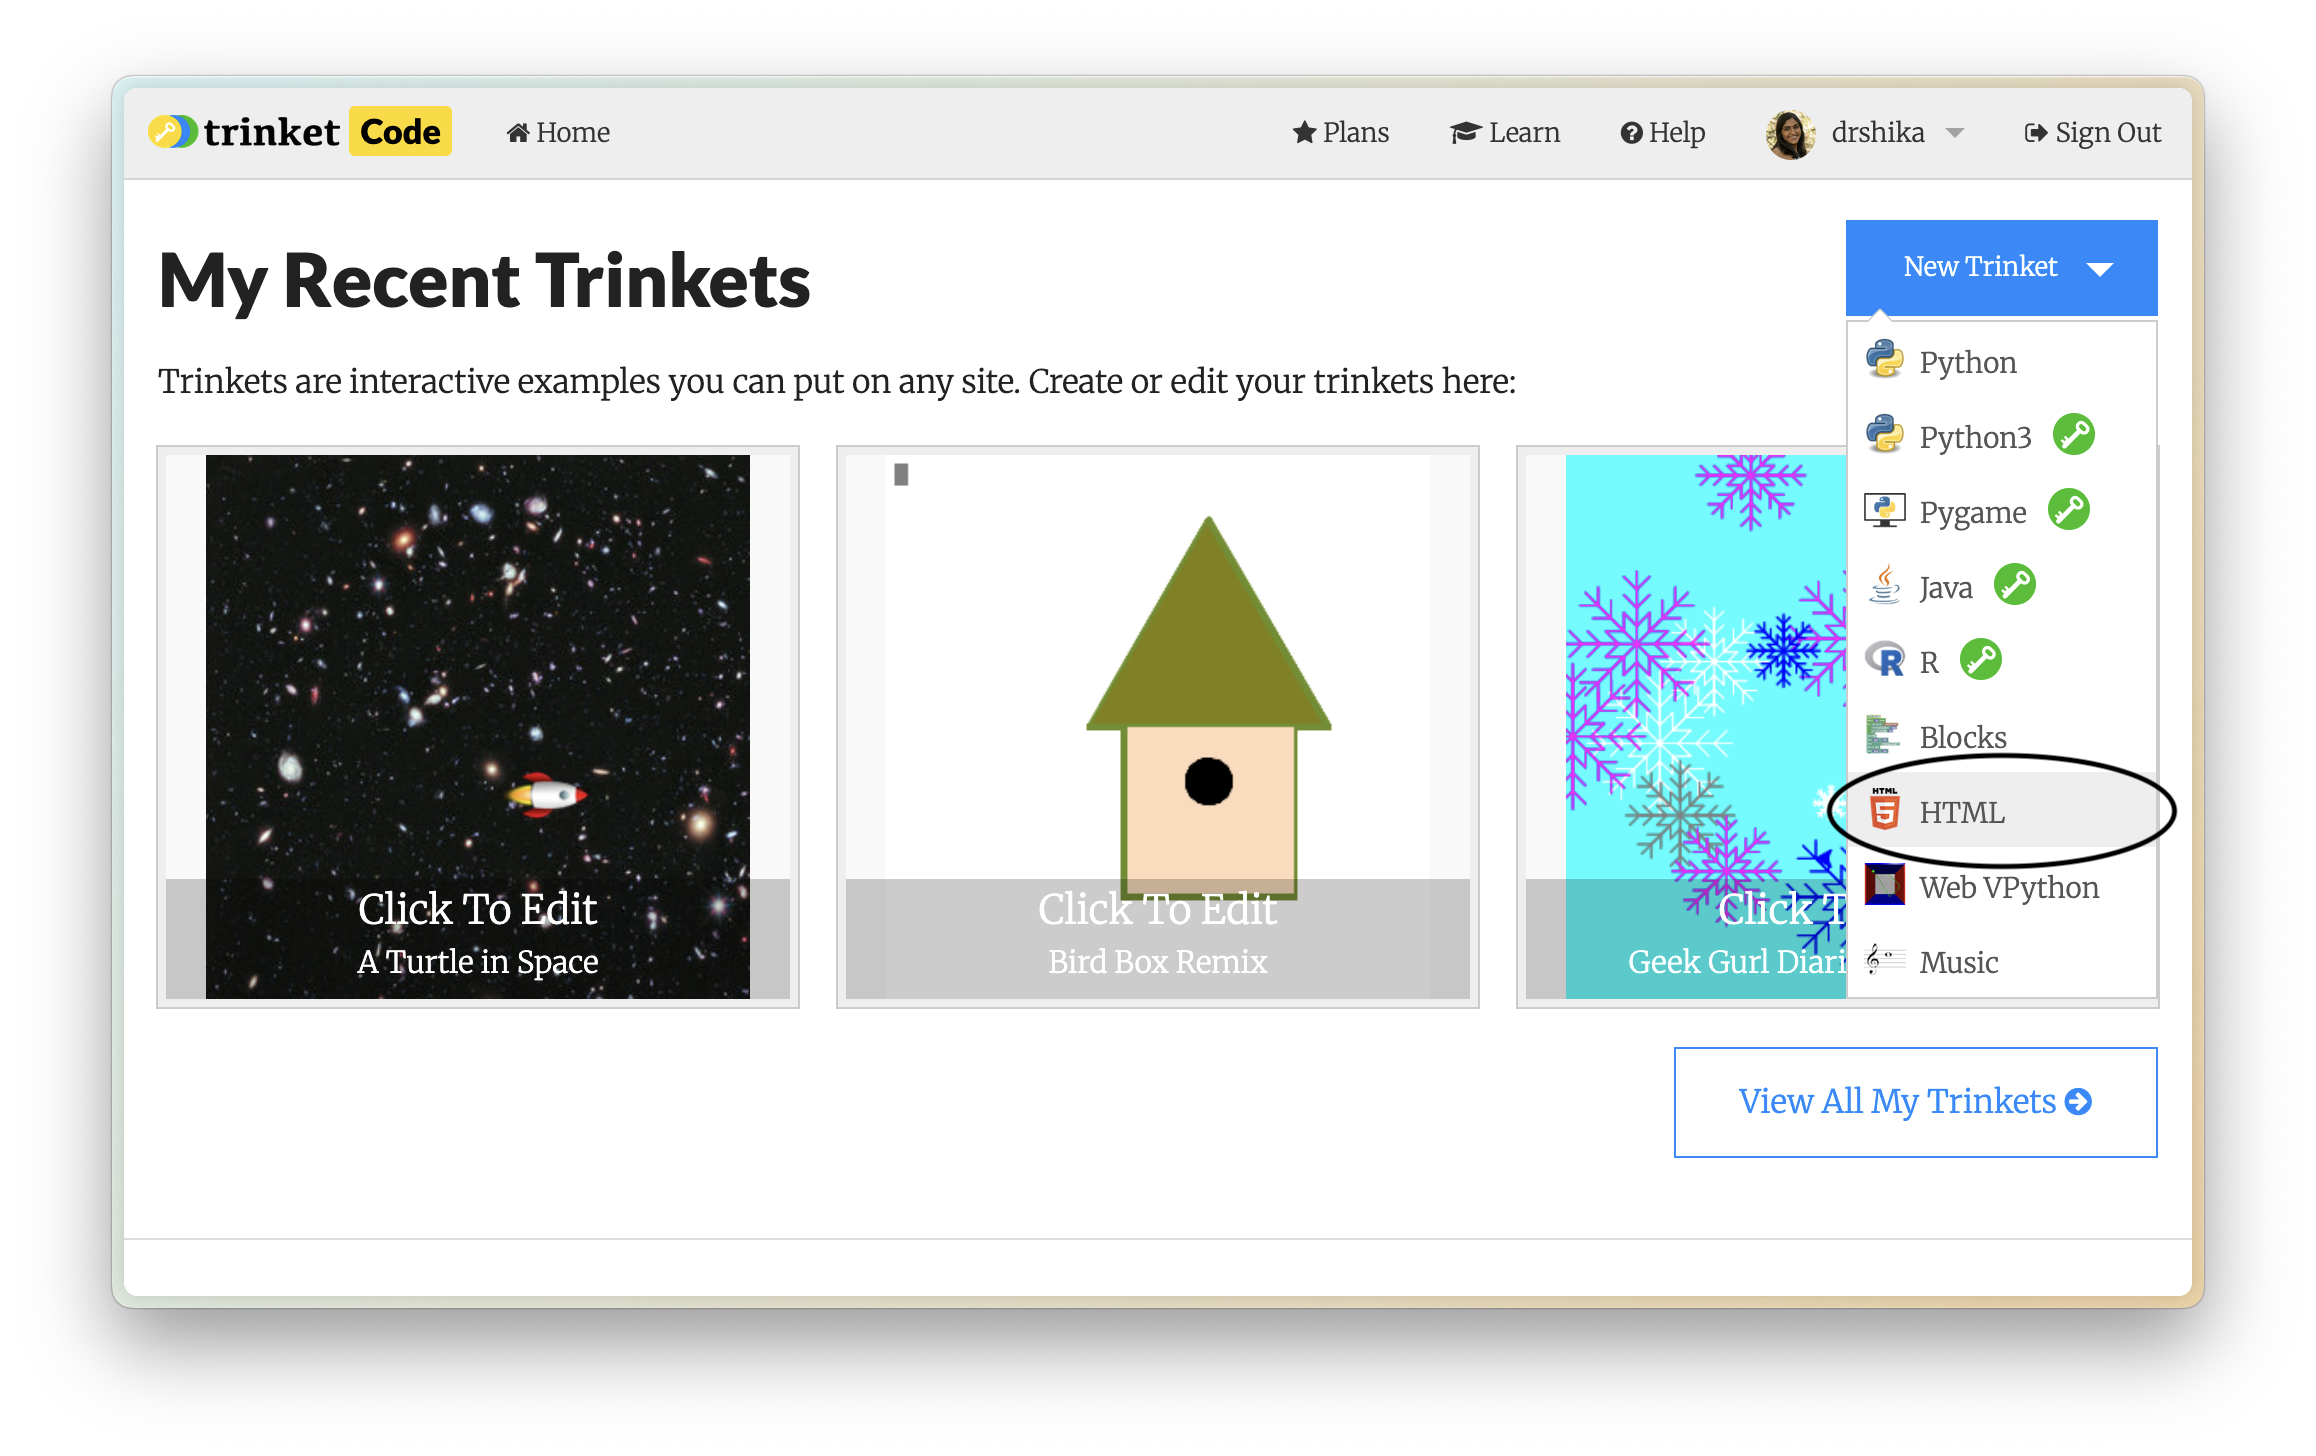 trinket Code Home Plans Learn Help drshika Sign Out
My Recent Trinkets
New Trinket
Trinkets are interactive examples you can put on any site. Create or edit your trinkets here:
Python
Python3
Pygame
Java
R
Blocks
HTML
5
HTML
Web VPython
Music
Click To Edit
A Turtle in Space
Click To Edit
Bird Box Remix
Click
Geek Gurl
View All My Trinkets